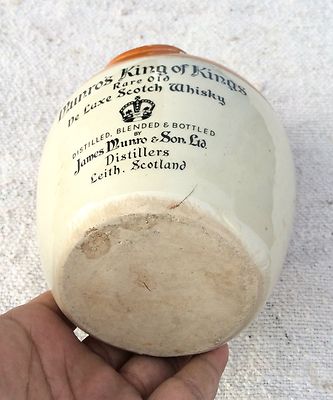 Munro's King of Kings
Rare Old
De Luxe Scotch Whisky
DISTILLED, BLENDED & BOTTLED
BY
James Munro & Son, Ltd.
Distillers
Leith, Scotland